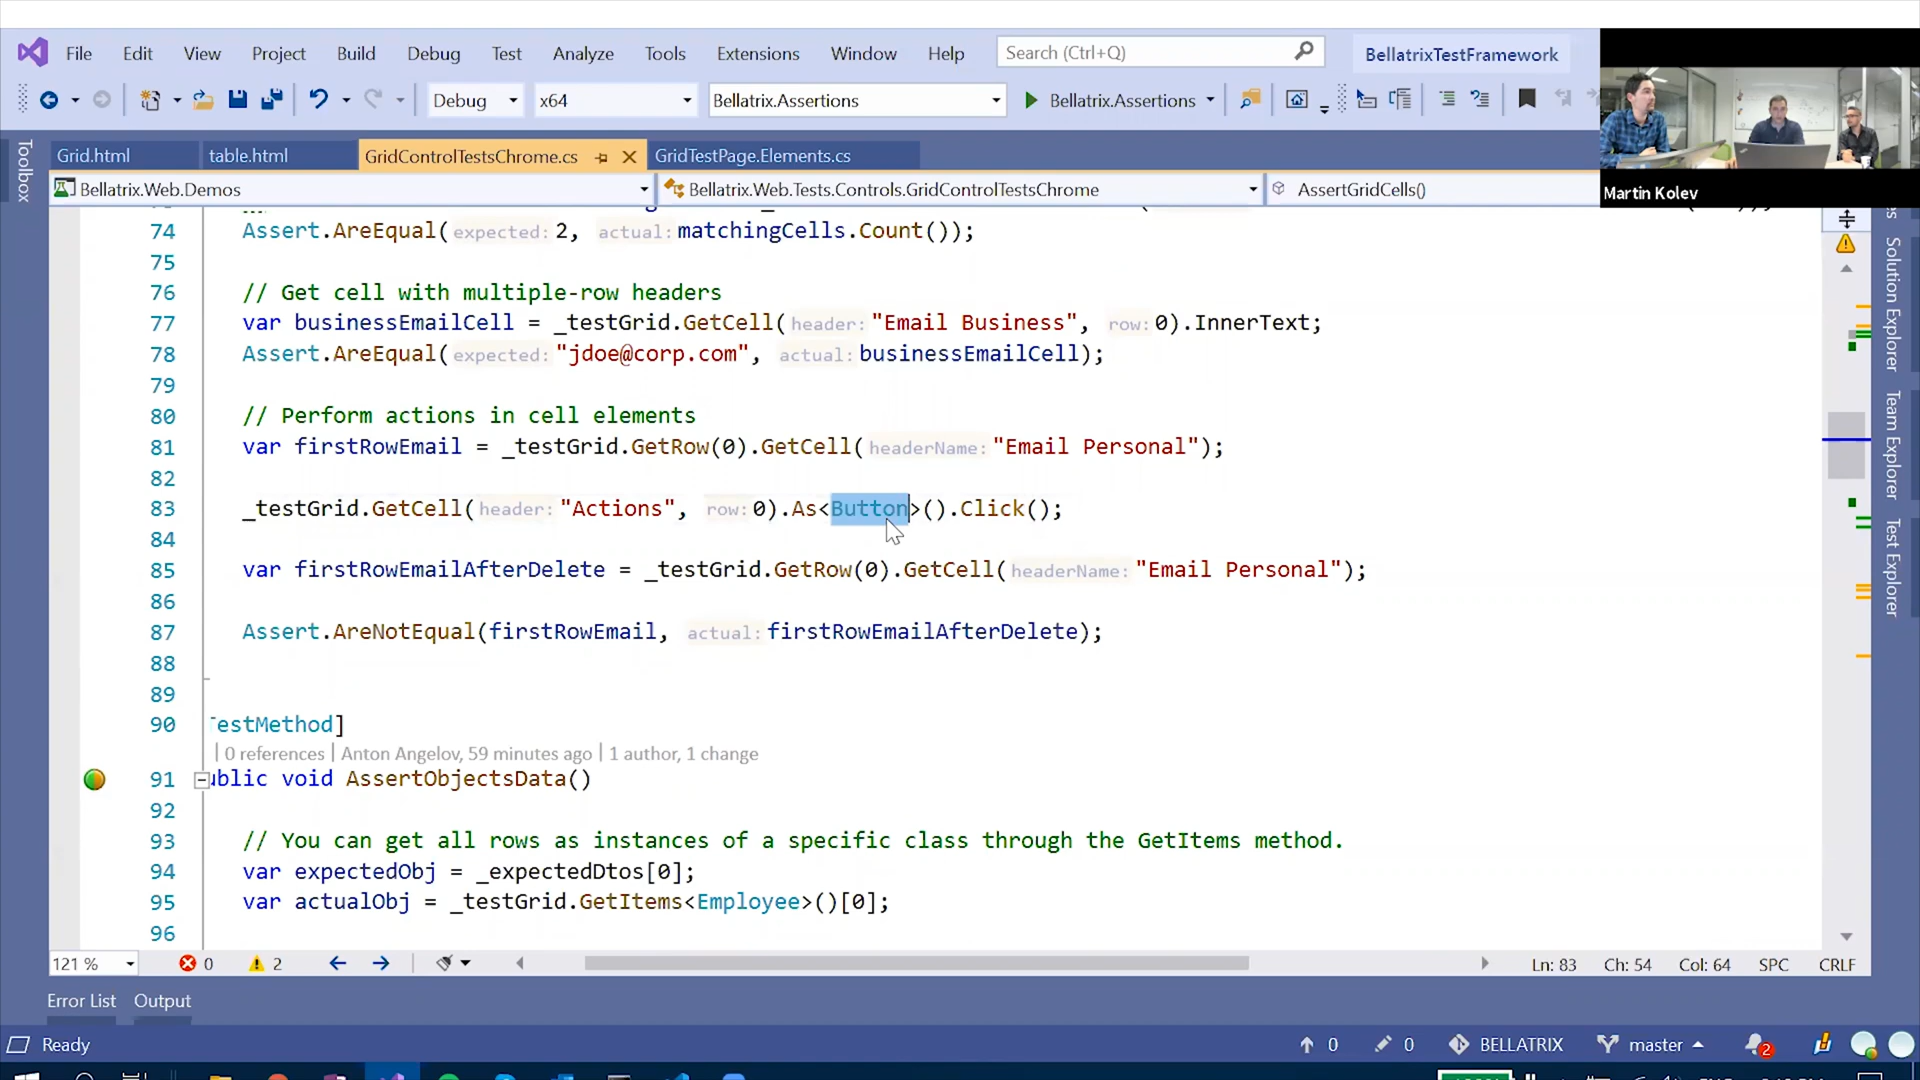 File Edit View Project Build Debug Test Analyze Tools Extensions Window Help Search (Ctrl+Q) BellatrixTestFramework
Debug x64 Bellatrix.Assertions Bellatrix.Assertions
Toolbox
Grid.html table.html GridControlTestsChrome.cs GridTestPage.Elements.cs
Bellatrix.Web.Demos Bellatrix.Web.Tests.Controls.GridControlTestsChrome AssertGridCells()
Martin Kolev
74 Assert.AreEqual(expected: 2, actual: matchingCells.Count());
75
76 // Get cell with multiple-row headers
77 var businessEmailCell = _testGrid.GetCell(header: "Email Business", row: 0).InnerText;
78 Assert.AreEqual(expected: "jdoe@corp.com", actual: businessEmailCell);
79
80 // Perform actions in cell elements
81 var firstRowEmail = _testGrid.GetRow(0).GetCell(headerName: "Email Personal");
82
83 _testGrid.GetCell(header: "Actions", row: 0).As<Button>().Click();
84
85 var firstRowEmailAfterDelete = _testGrid.GetRow(0).GetCell(headerName: "Email Personal");
86
87 Assert.AreNotEqual(firstRowEmail, actual: firstRowEmailAfterDelete);
88
89
90 TestMethod]
0 references | Anton Angelov, 59 minutes ago | 1 author, 1 change
91 ublic void AssertObjectsData()
92
93 // You can get all rows as instances of a specific class through the GetItems method.
94 var expectedObj = _expectedDtos[0];
95 var actualObj = _testGrid.GetItems<Employee>()[0];
96
Solution Explorer
Team Explorer
Test Explorer
121 % 0 2 Ln: 83 Ch: 54 Col: 64 SPC CRLF
Error List Output
Ready 0 0 BELLATRIX master 2